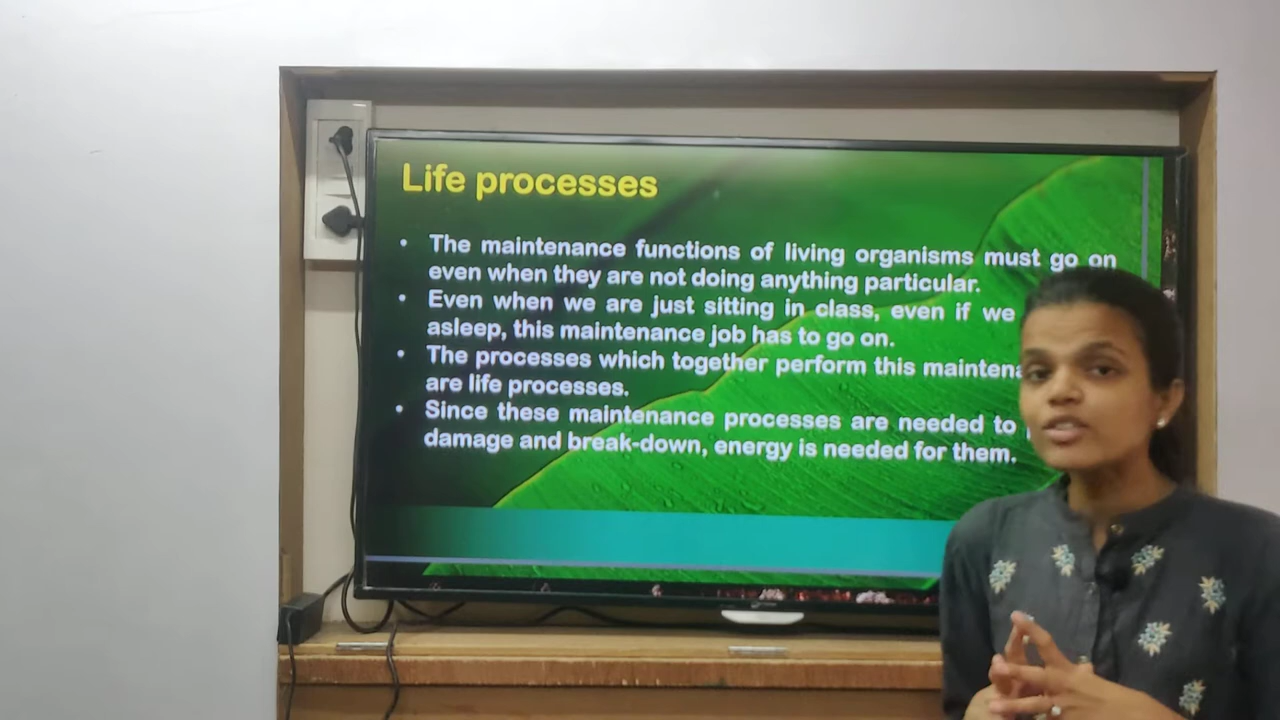 Life processes
• The maintenance functions of living organisms must go on
even when they are not doing anything particular.
• Even when we are just sitting in class, even if we
asleep, this maintenance job has to go on.
• The processes which together perform this
are life processes.
• Since these maintenance processes are needed to
damage and break-down, energy is needed for them.